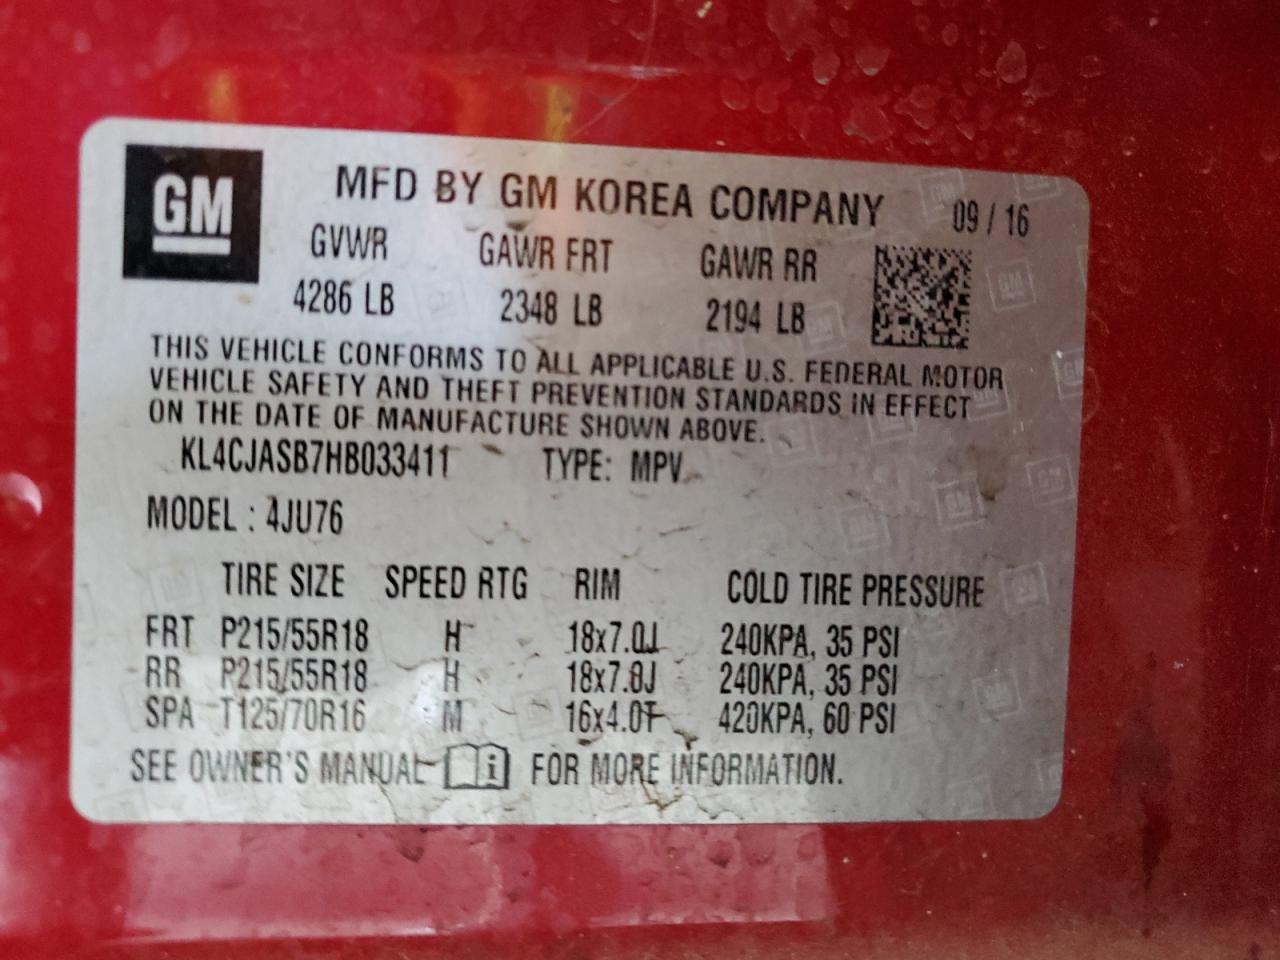 GM
MFD BY GM KOREA COMPANY 09 / 16
GVWR GAWR FRT GAWR RR
4286 LB 2348 LB 2194 LB
THIS VEHICLE CONFORMS TO ALL APPLICABLE U.S. FEDERAL MOTOR
VEHICLE SAFETY AND THEFT PREVENTION STANDARDS IN EFFECT
ON THE DATE OF MANUFACTURE SHOWN ABOVE.
KL4CJASB7HB033411 TYPE: MPV
MODEL : 4JU76
TIRE SIZE SPEED RTG RIM COLD TIRE PRESSURE
FRT P215/55R18 H 18x7.0J 240KPA, 35 PSI
RR P215/55R18 H 18x7.0J 240KPA, 35 PSI
SPA T125/70R16 M 16x4.0T 420KPA, 60 PSI
SEE OWNER'S MANUAL i FOR MORE INFORMATION.